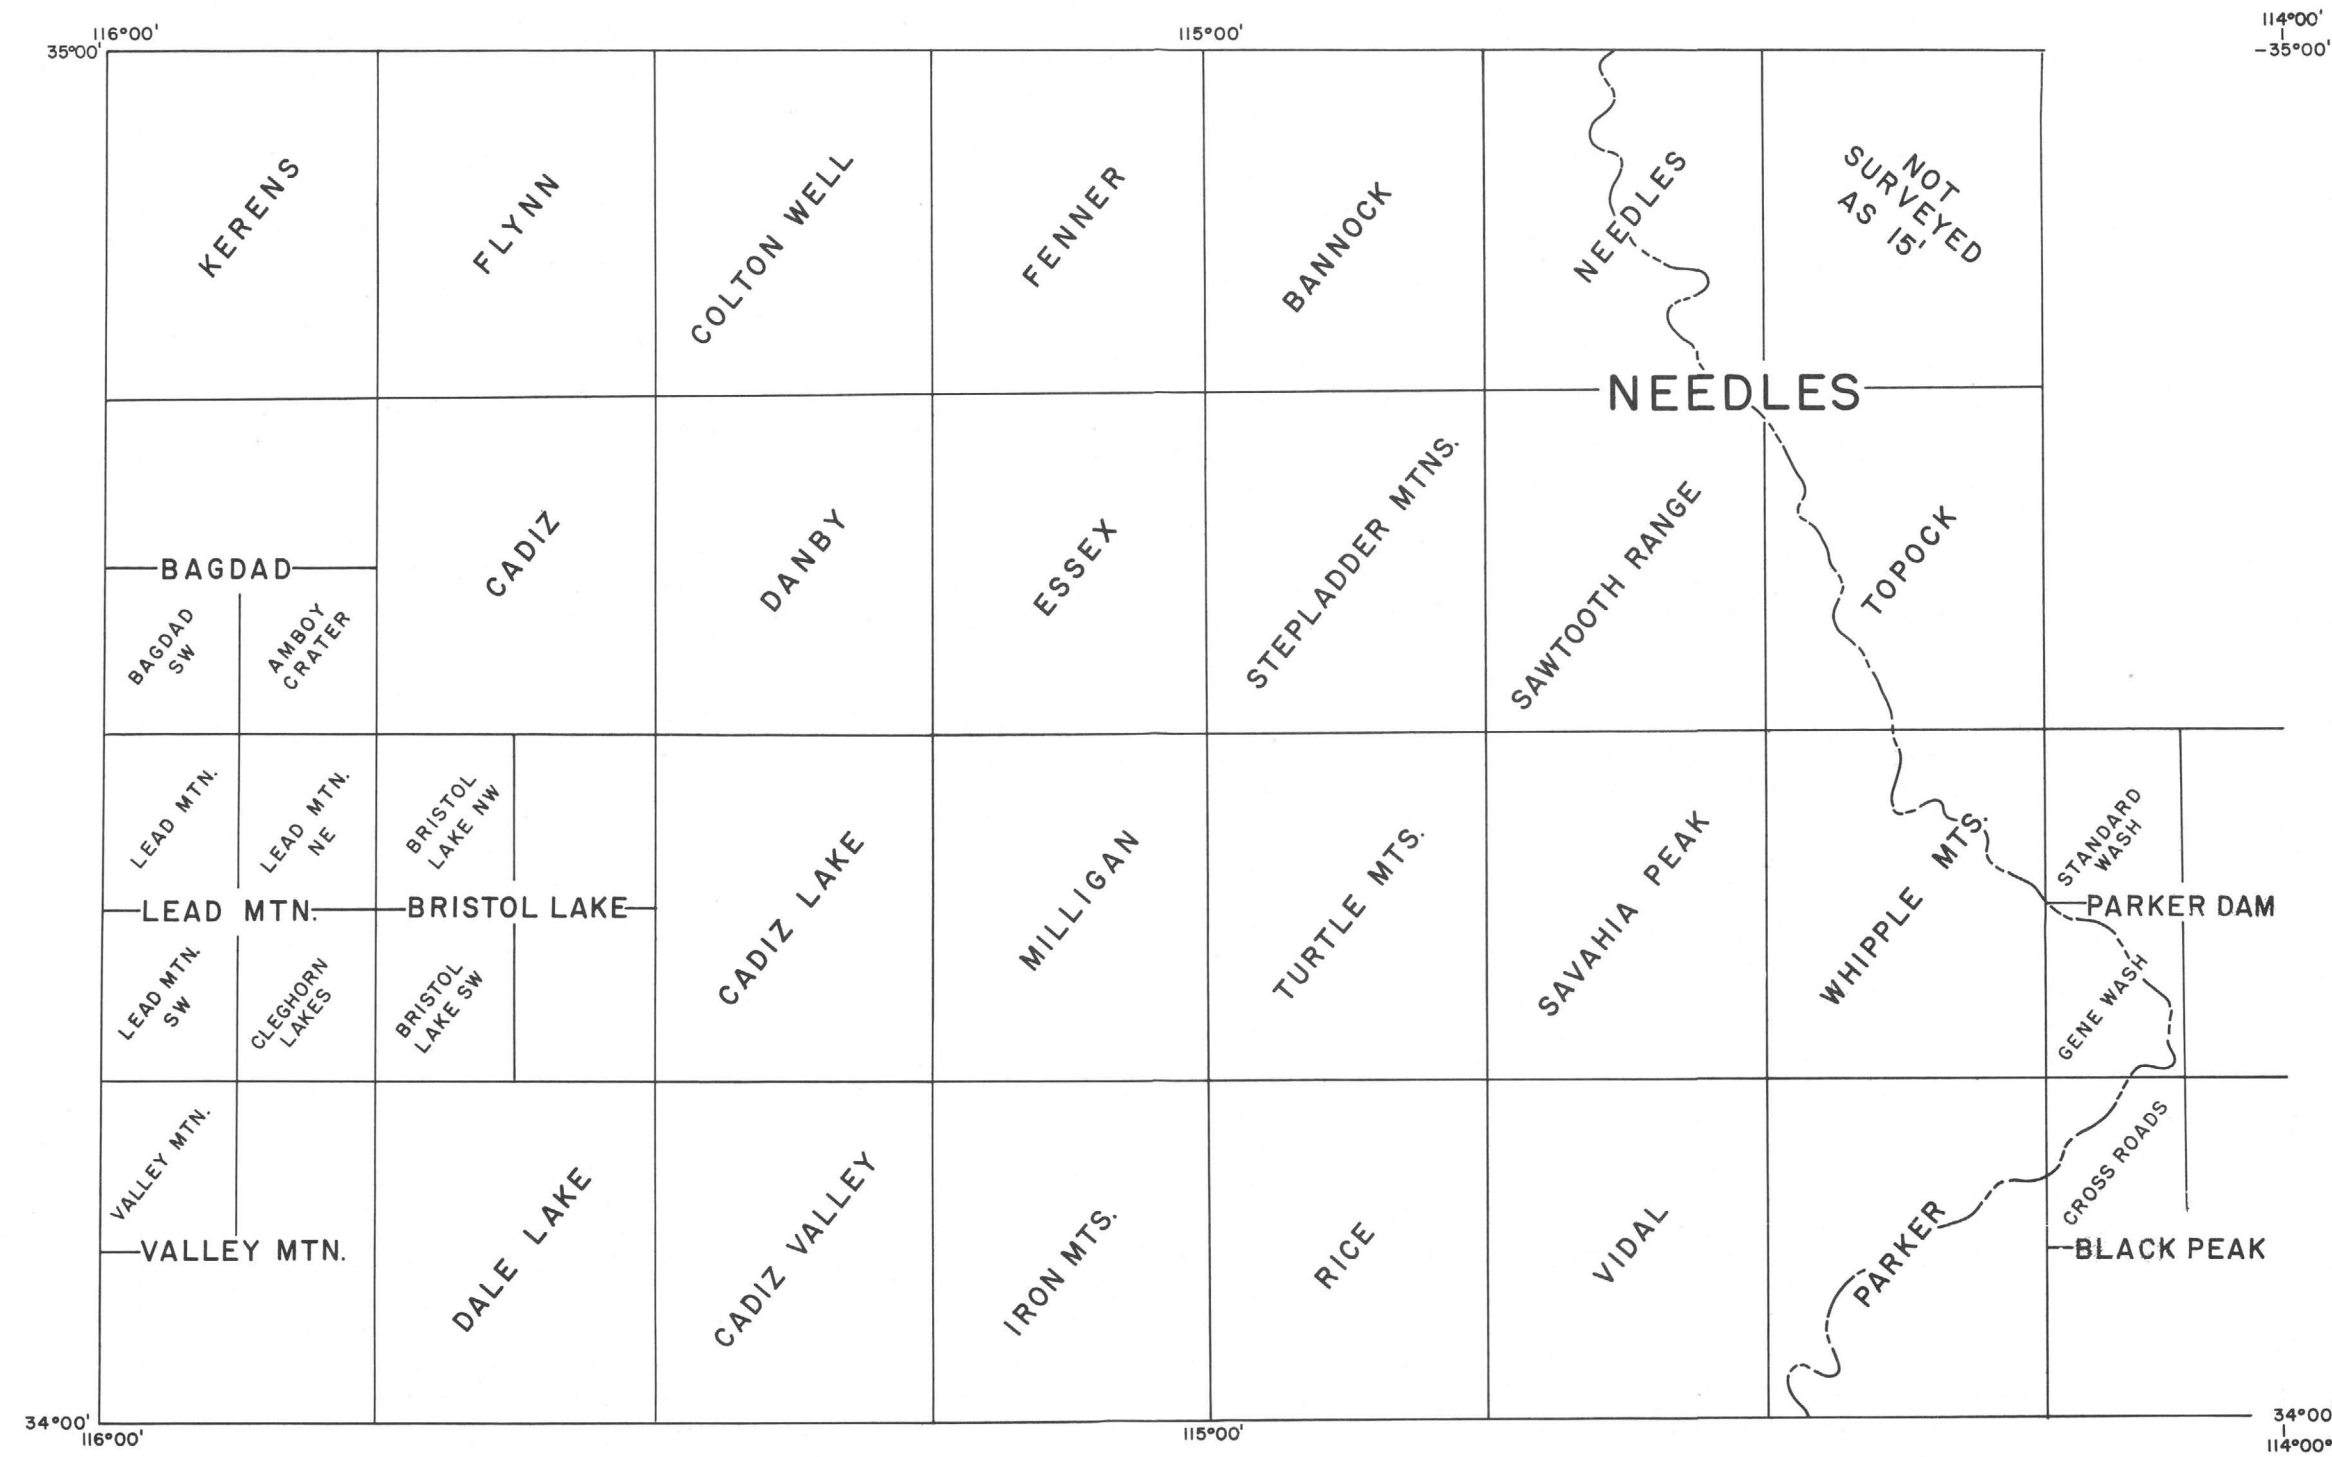 116°00'
115°00'
114°00'
35°00'
-35°00'
KERENS
FLYNN
COLTON WELL
FENNER
BANNOCK
NEEDLES
NOT
SURVEYED
AS 15'
NEEDLES
BAGDAD
BAGDAD
SW
AMBOY
CRATER
CADIZ
DANBY
ESSEX
STEPLADDER MTNS.
SAWTOOTH RANGE
TOPOCK
LEAD MTN.
LEAD MTN.
NE
BRISTOL
LAKE NW
LEAD MTN.
BRISTOL LAKE
LEAD MTN.
SW
CLEGHORN
LAKES
BRISTOL
LAKE SW
CADIZ LAKE
MILLIGAN
TURTLE MTS.
SAVAHIA PEAK
WHIPPLE MTS.
STANDARD
WASH
PARKER DAM
GENE WASH
VALLEY MTN.
VALLEY MTN.
DALE LAKE
CADIZ VALLEY
IRON MTS.
RICE
VIDAL
PARKER
CROSS ROADS
BLACK PEAK
34°00'
116°00'
115°00'
34°00
114°00°